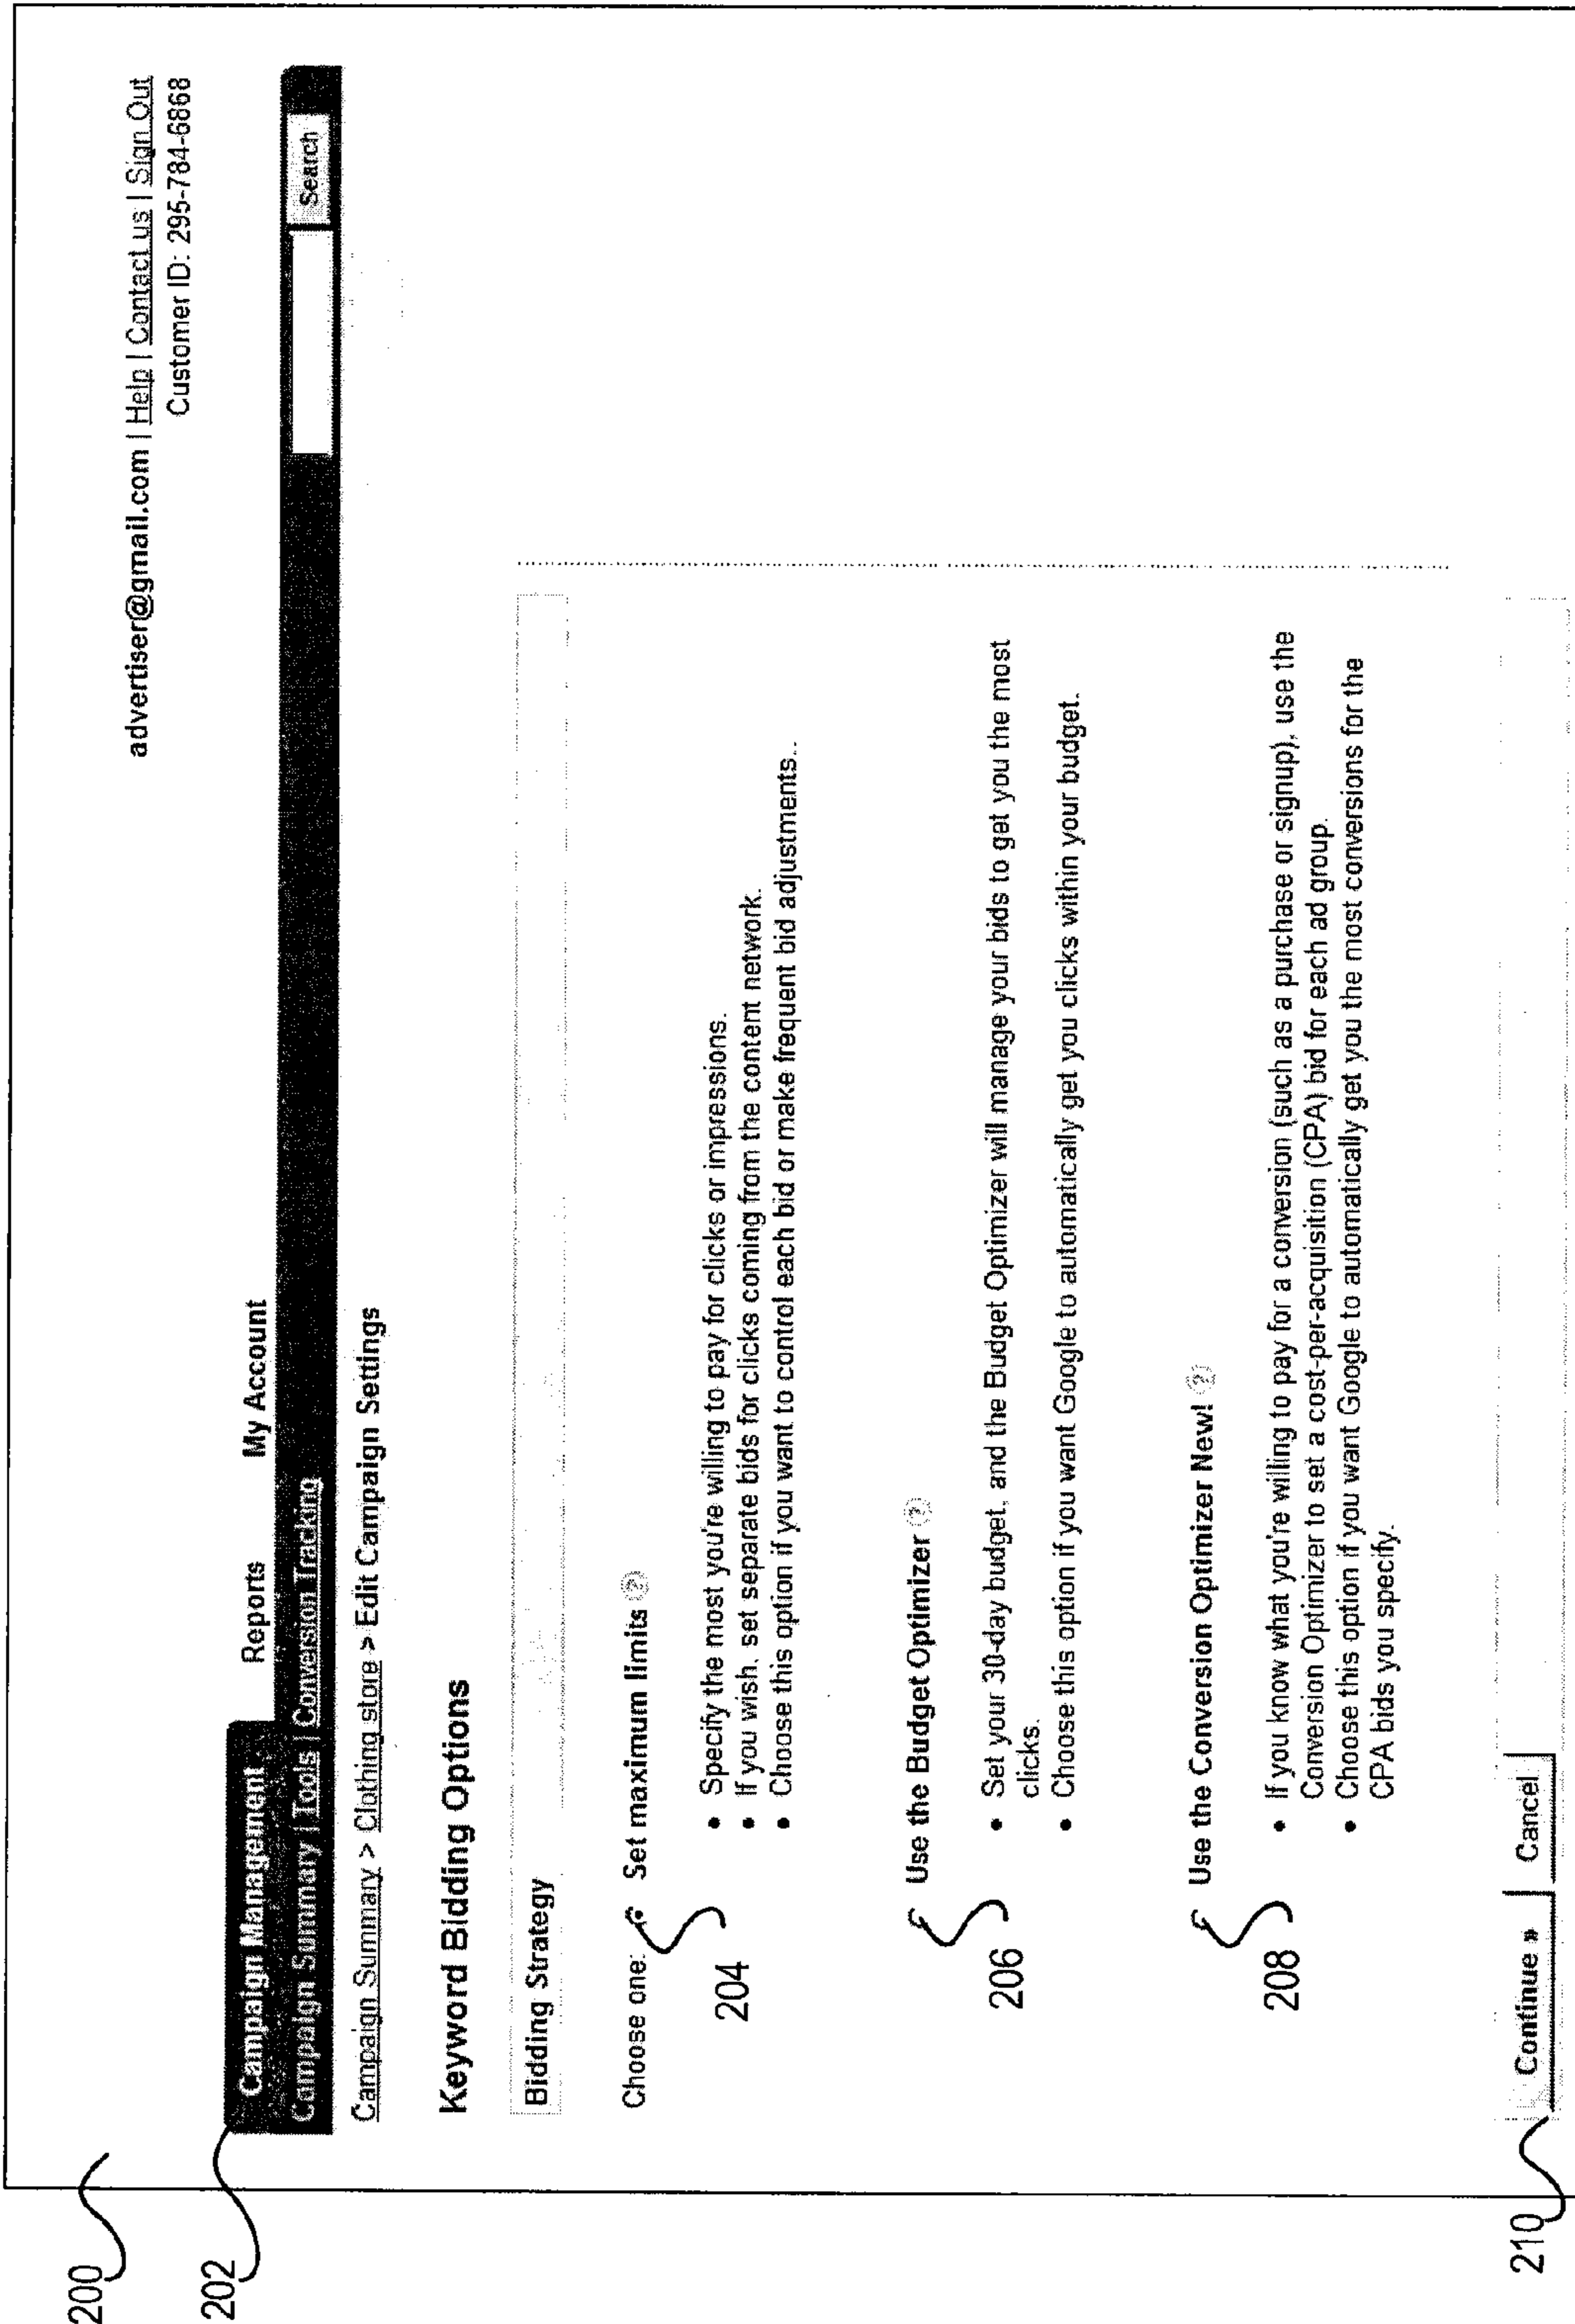 200
advertiser@gmail.com | Help | Contact us | Sign Out
Customer ID: 295-784-6868
202
Campaign Management Reports My Account
Campaign Summary | Tools | Conversion Tracking Search
Campaign Summary > Clothing store > Edit Campaign Settings
Keyword Bidding Options
Bidding Strategy
Choose one: Set maximum limits (?)
204
• Specify the most you're willing to pay for clicks or impressions.
• If you wish, set separate bids for clicks coming from the content network.
• Choose this option if you want to control each bid or make frequent bid adjustments..
Use the Budget Optimizer (?)
206
• Set your 30-day budget, and the Budget Optimizer will manage your bids to get you the most
clicks.
• Choose this option if you want Google to automatically get you clicks within your budget.
Use the Conversion Optimizer New! (?)
208
• If you know what you're willing to pay for a conversion (such as a purchase or signup), use the
Conversion Optimizer to set a cost-per-acquisition (CPA) bid for each ad group.
• Choose this option if you want Google to automatically get you the most conversions for the
CPA bids you specify.
210
Continue » Cancel